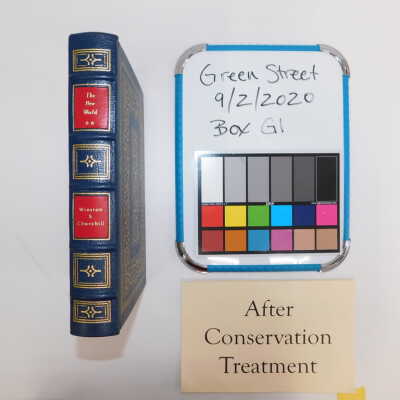 The
New
World
Winston
S
Churchill
Green Street
9/2/2020
Box G1
After
Conservation
Treatment